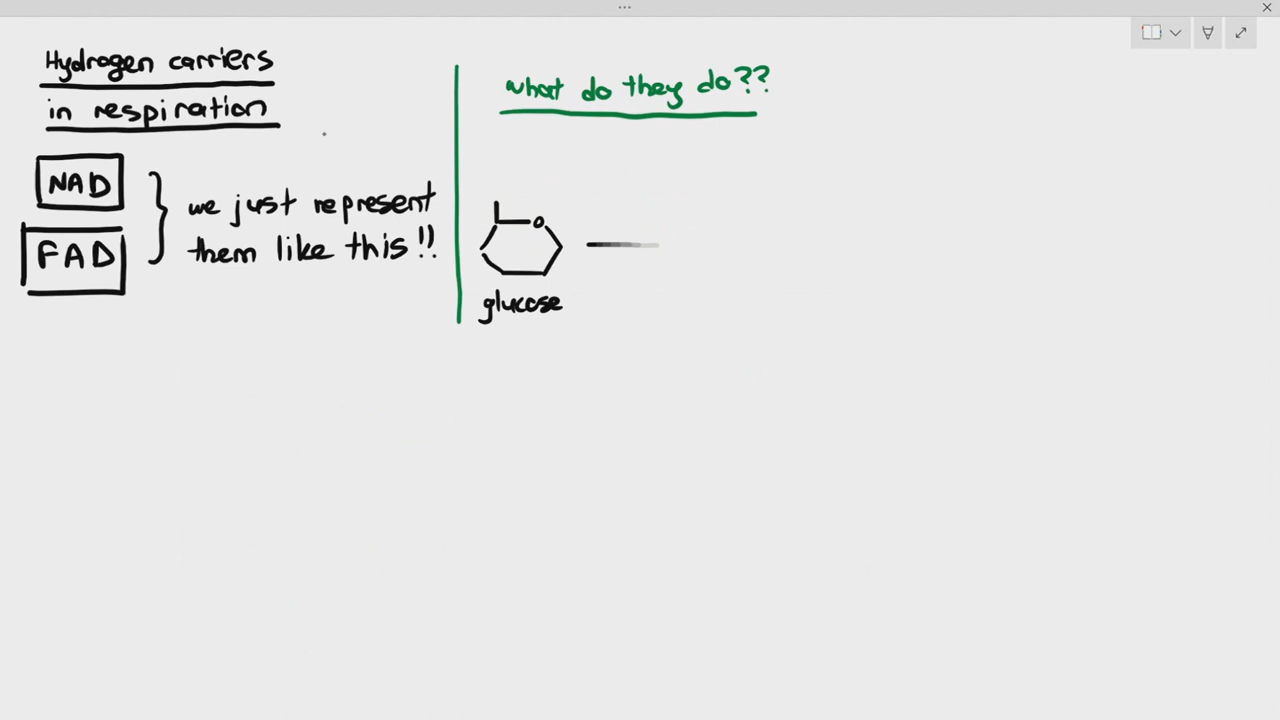 Hydrogen carriers
in respiration
NAD
FAD
we just represent
them like this!!
what do they do??
O
glucose